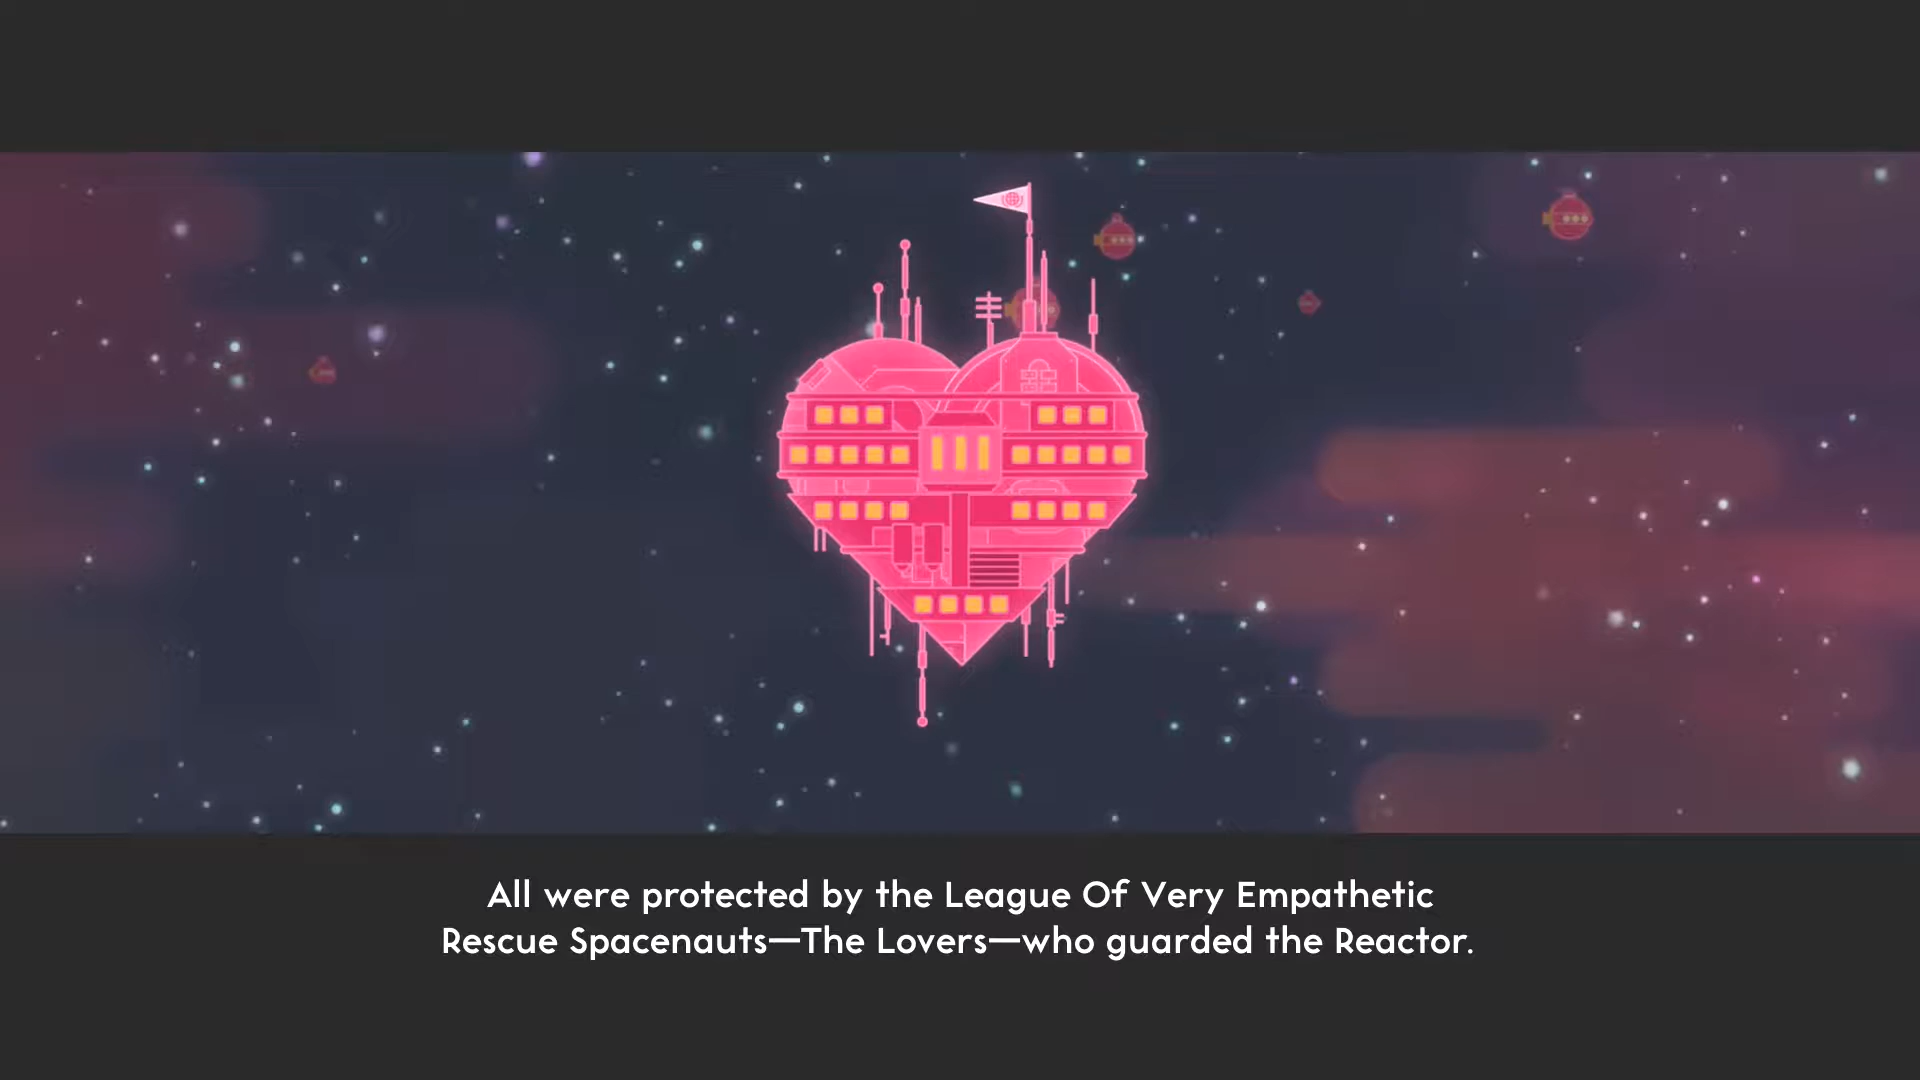 All were protected by the League Of Very Empathetic
Rescue Spacenauts—The Lovers—who guarded the Reactor.